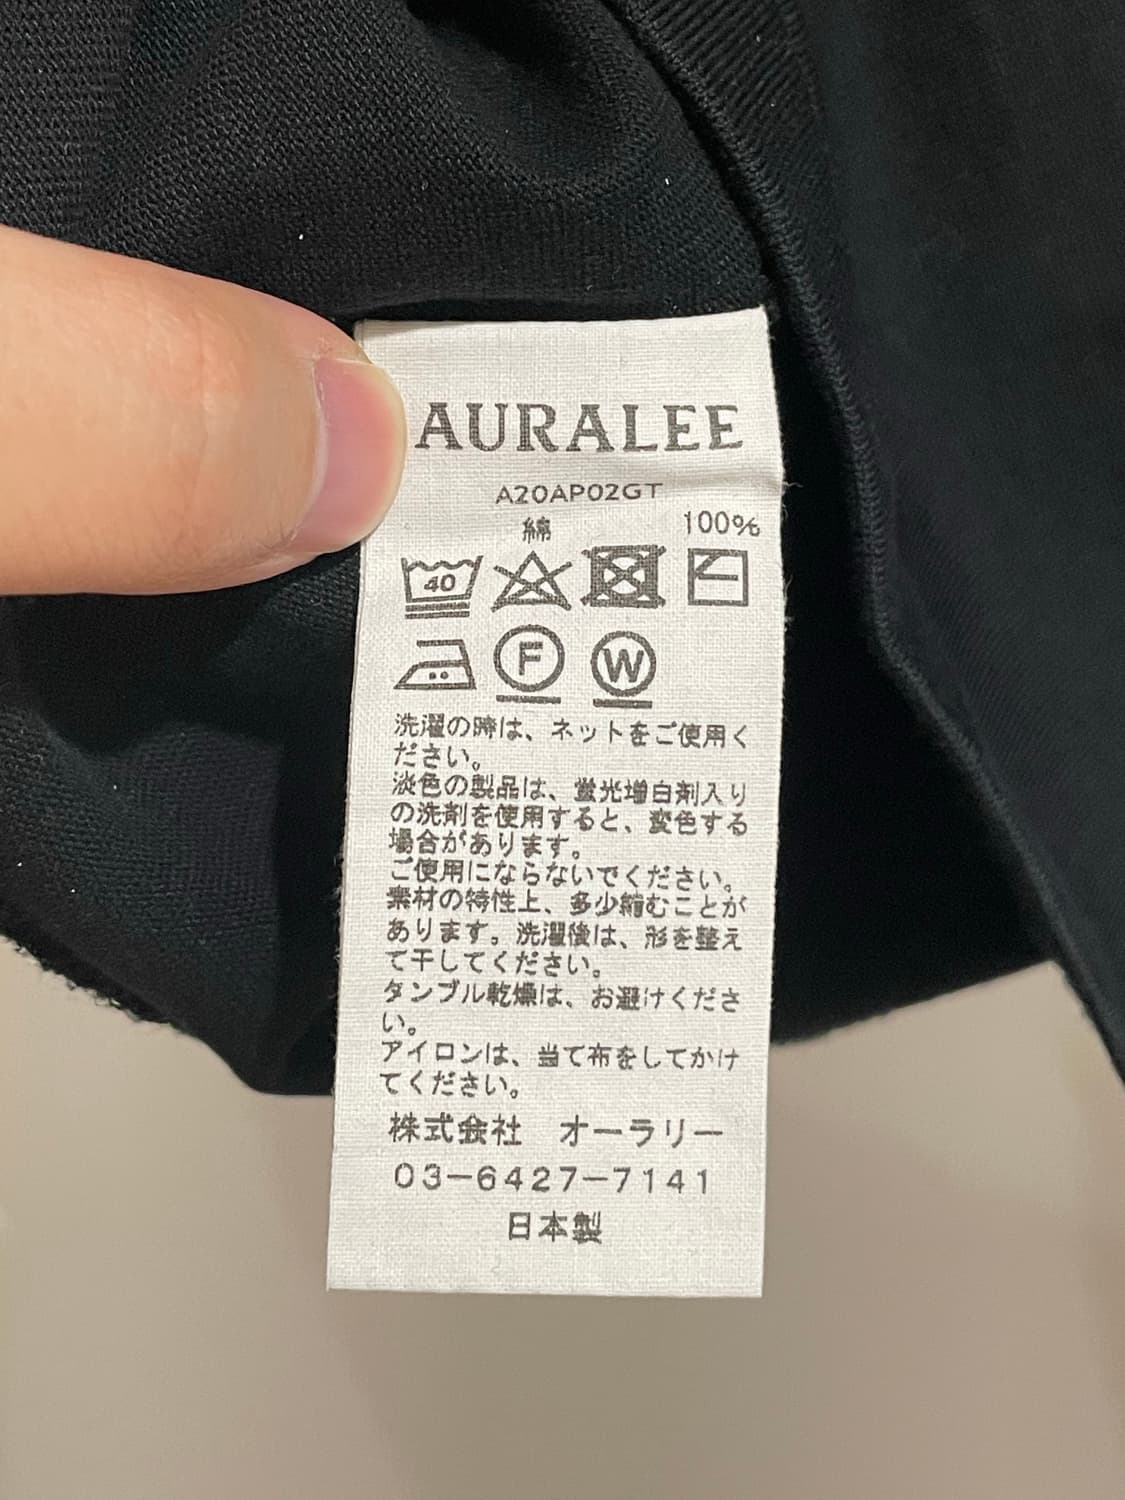 AURALEE
A20AP02GT
綿 100%
40
F W
洗濯の時は、ネットをご使用く
ださい。
淡色の製品は、蛍光増白剤入り
の洗剤を使用すると、変色する
場合があります。
ご使用にならないでください。
素材の特性上、多少縮むことが
あります。洗濯後は、形を整え
て干してください。
タンブル乾燥は、お避けくださ
い。
アイロンは、当て布をしてかけ
てください。
株式会社 オーラリー
03-6427-7141
日本製